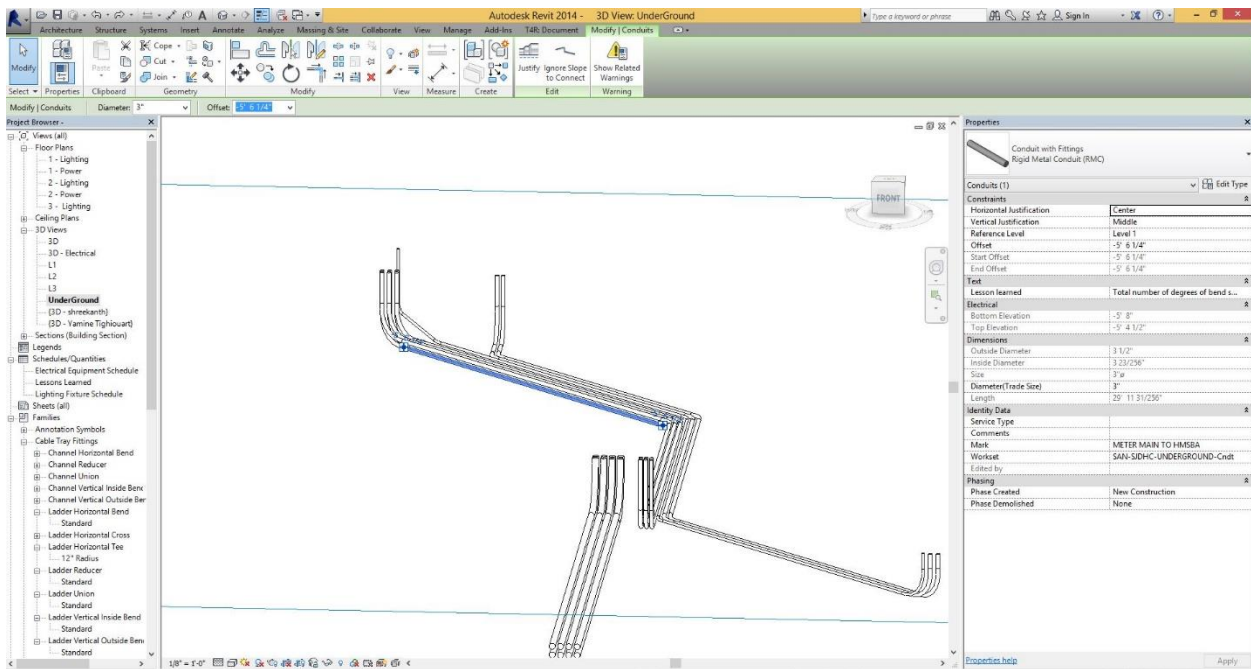 Autodesk Revit 2014 - 3D View: UnderGround
Type a keyword or phrase
Sign In
Architecture Structure Systems Insert Annotate Analyze Massing & Site Collaborate View Manage Add-Ins T4R: Document Modify | Conduits
Modify
Properties
Paste
Cope
Cut
Join
Justify
Ignore Slope to Connect
Show Related Warnings
Select Properties Clipboard Geometry Modify View Measure Create Edit Warning
Modify | Conduits Diameter: 3" Offset: -5' 6 1/4"
Project Browser -
Views (all)
Floor Plans
1 - Lighting
1 - Power
2 - Lighting
2 - Power
3 - Lighting
Ceiling Plans
3D Views
3D
3D - Electrical
L1
L2
L3
UnderGround
{3D - shreekanth}
{3D - Yamine Tighiouart}
Sections (Building Section)
Legends
Schedules/Quantities
Electrical Equipment Schedule
Lessons Learned
Lighting Fixture Schedule
Sheets (all)
Families
Annotation Symbols
Cable Tray Fittings
Channel Horizontal Bend
Channel Reducer
Channel Union
Channel Vertical Inside Bend
Channel Vertical Outside Ber
Ladder Horizontal Bend
Standard
Ladder Horizontal Cross
Ladder Horizontal Tee
12" Radius
Ladder Reducer
Standard
Ladder Union
Standard
Ladder Vertical Inside Bend
Standard
Ladder Vertical Outside Ben
Standard
FRONT
1/8" = 1'-0"
Properties
Conduit with Fittings
Rigid Metal Conduit (RMC)
Conduits (1) Edit Type
Constraints
Horizontal Justification Center
Vertical Justification Middle
Reference Level Level 1
Offset -5' 6 1/4"
Start Offset -5' 6 1/4"
End Offset -5' 6 1/4"
Text
Lesson learned Total number of degrees of bend s...
Electrical
Bottom Elevation -5' 8"
Top Elevation -5' 4 1/2"
Dimensions
Outside Diameter 3 1/2"
Inside Diameter 3 23/256"
Size 3"ø
Diameter(Trade Size) 3"
Length 29' 11 31/256"
Identity Data
Service Type
Comments
Mark METER MAIN TO HMSBA
Workset SAN-SJDHC-UNDERGROUND-Cndt
Edited by
Phasing
Phase Created New Construction
Phase Demolished None
Properties help Apply